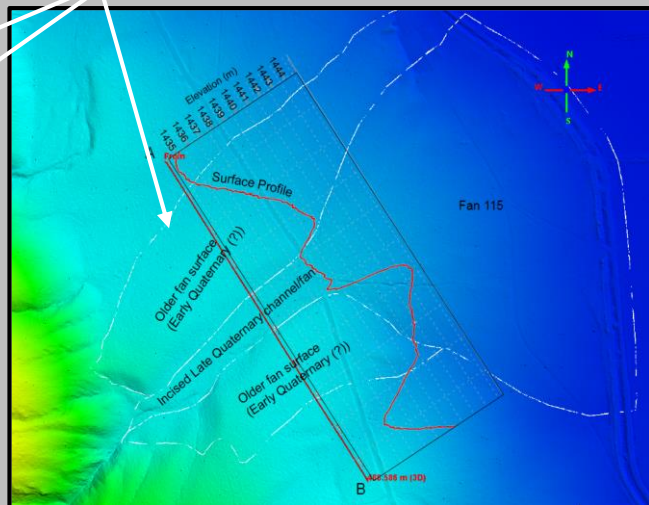 N
W E
S
Elevation (m)
1435
1436
1437
1438
1439
1440
1441
1442
1443
1444
A
From
Surface Profile
Fan 115
Older fan surface
(Early Quaternary (?))
Incised Late Quaternary channel/fan
Older fan surface
(Early Quaternary (?))
B